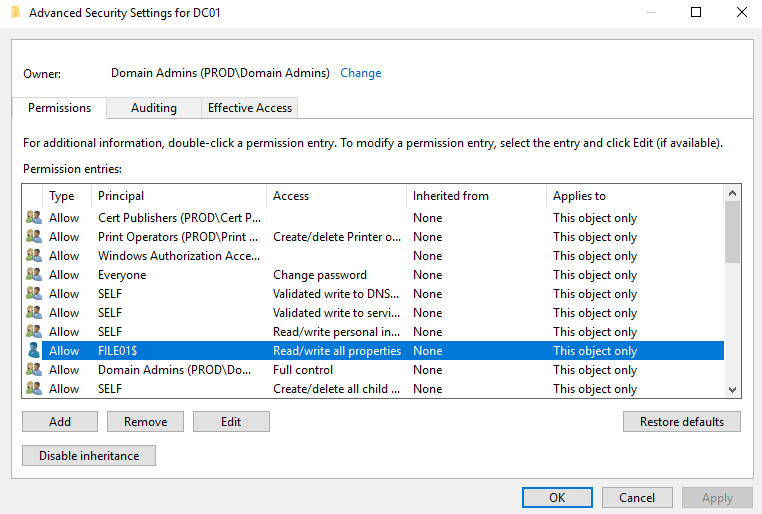 Advanced Security Settings for DC01
Owner: Domain Admins (PROD\Domain Admins) Change
Permissions Auditing Effective Access
For additional information, double-click a permission entry. To modify a permission entry, select the entry and click Edit (if available).
Permission entries:
Type Principal Access Inherited from Applies to
Allow Cert Publishers (PROD\Cert P... None This object only
Allow Print Operators (PROD\Print ... Create/delete Printer o... None This object only
Allow Windows Authorization Acce... None This object only
Allow Everyone Change password None This object only
Allow SELF Validated write to DNS... None This object only
Allow SELF Validated write to servi... None This object only
Allow SELF Read/write personal in... None This object only
Allow FILE01$ Read/write all properties None This object only
Allow Domain Admins (PROD\Do... Full control None This object only
Allow SELF Create/delete all child ... None This object only
Add Remove Edit Restore defaults
Disable inheritance
OK Cancel Apply